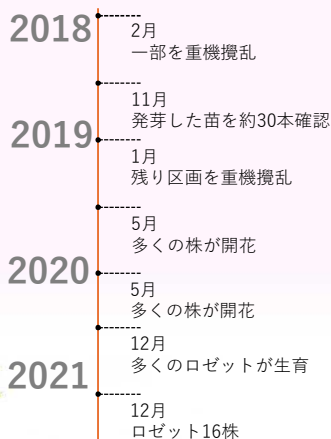 2018
2月
一部を重機攪乱
11月
発芽した苗を約30本確認
2019
1月
残り区画を重機攪乱
5月
多くの株が開花
2020
5月
多くの株が開花
12月
多くのロゼットが生育
2021
12月
ロゼット16株